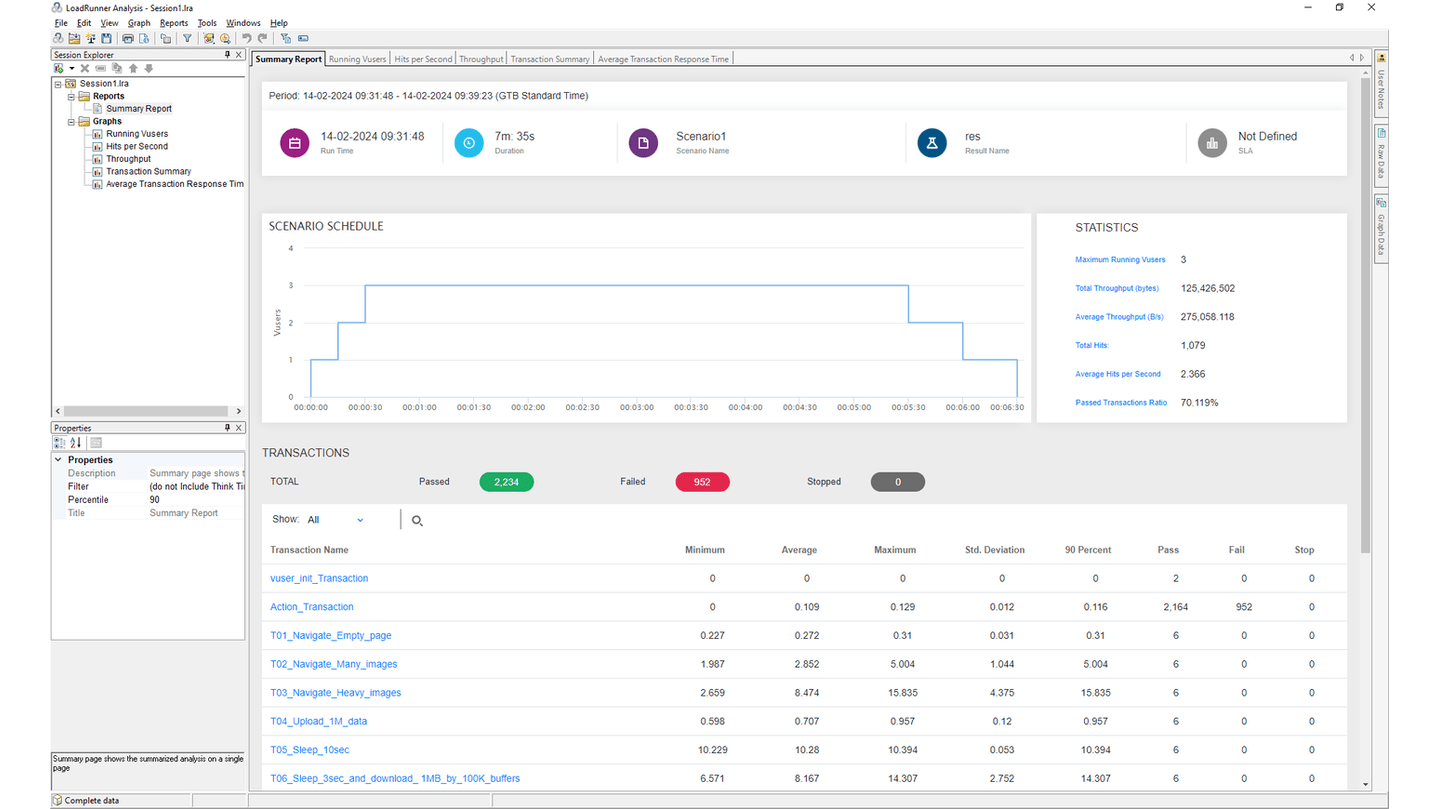 LoadRunner Analysis - Session1.lra
File Edit View Graph Reports Tools Windows Help
Session Explorer
Session1.lra
Reports
Summary Report
Graphs
Running Vusers
Hits per Second
Throughput
Transaction Summary
Average Transaction Response Tim
Properties
Properties
Description Summary page shows t
Filter (do not Include Think Ti
Percentile 90
Title Summary Report
Summary page shows the summarized analysis on a single
page
Complete data
Summary Report Running Vusers Hits per Second Throughput Transaction Summary Average Transaction Response Time
Period: 14-02-2024 09:31:48 - 14-02-2024 09:39:23 (GTB Standard Time)
14-02-2024 09:31:48
Run Time
7m: 35s
Duration
Scenario1
Scenario Name
res
Result Name
Not Defined
SLA
SCENARIO SCHEDULE
Vusers
4
3
2
1
0
00:00:00 00:00:30 00:01:00 00:01:30 00:02:00 00:02:30 00:03:00 00:03:30 00:04:00 00:04:30 00:05:00 00:05:30 00:06:00 00:06:30
STATISTICS
Maximum Running Vusers 3
Total Throughput (bytes) 125,426,502
Average Throughput (B/s) 275,058.118
Total Hits: 1,079
Average Hits per Second 2.366
Passed Transactions Ratio 70.119%
TRANSACTIONS
TOTAL Passed 2,234 Failed 952 Stopped 0
Show: All
Transaction Name Minimum Average Maximum Std. Deviation 90 Percent Pass Fail Stop
vuser_init_Transaction 0 0 0 0 0 2 0 0
Action_Transaction 0 0.109 0.129 0.012 0.116 2,164 952 0
T01_Navigate_Empty_page 0.227 0.272 0.31 0.031 0.31 6 0 0
T02_Navigate_Many_images 1.987 2.852 5.004 1.044 5.004 6 0 0
T03_Navigate_Heavy_images 2.659 8.474 15.835 4.375 15.835 6 0 0
T04_Upload_1M_data 0.598 0.707 0.957 0.12 0.957 6 0 0
T05_Sleep_10sec 10.229 10.28 10.394 0.053 10.394 6 0 0
T06_Sleep_3sec_and_download_ 1MB_by_100K_buffers 6.571 8.167 14.307 2.752 14.307 6 0 0
User Notes
Raw Data
Graph Data